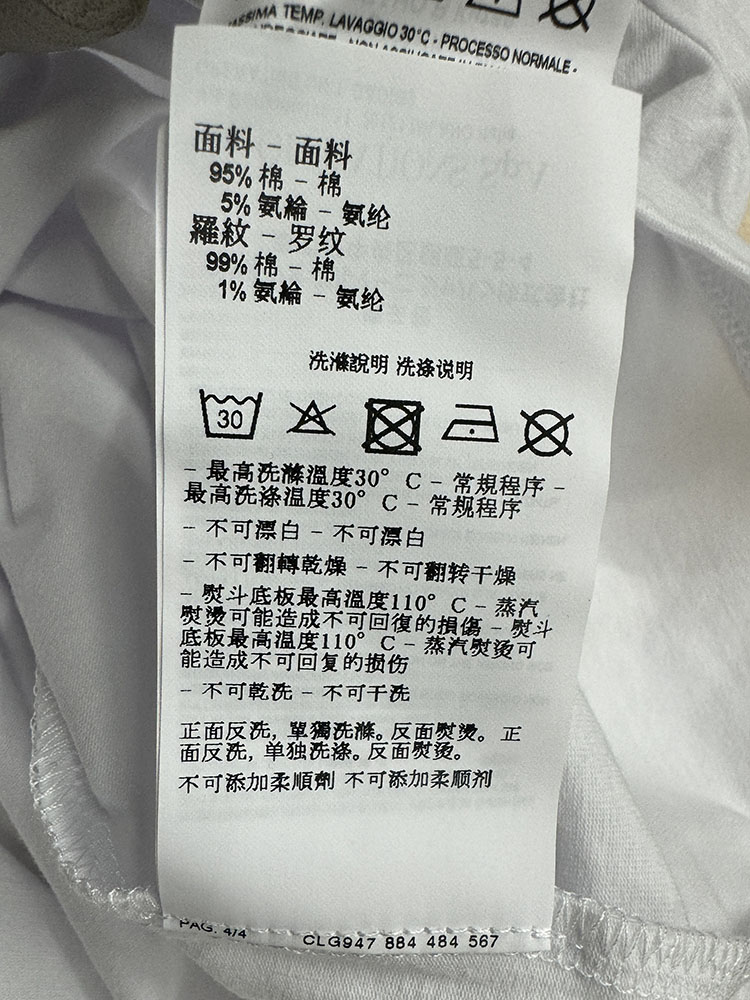 MASSIMA TEMP. LAVAGGIO 30°C - PROCESSO NORMALE -
面料 - 面料
95% 棉 - 棉
5% 氨綸 - 氨纶
羅紋 - 罗纹
99% 棉 - 棉
1% 氨綸 - 氨纶
洗滌說明 洗涤说明
30
- 最高洗滌溫度30° C - 常規程序 -
最高洗涤温度30° C - 常规程序
- 不可漂白 - 不可漂白
- 不可翻轉乾燥 - 不可翻转干燥
- 熨斗底板最高溫度110° C - 蒸汽
熨燙可能造成不可回復的損傷 - 熨斗
底板最高温度110° C - 蒸汽熨烫可
能造成不可回复的损伤
- 不可乾洗 - 不可干洗
正面反洗, 單獨洗滌。反面熨燙。 正
面反洗, 单独洗涤。反面熨烫。
不可添加柔順劑 不可添加柔顺剂
PAG. 4/4
CLG947 884 484 567